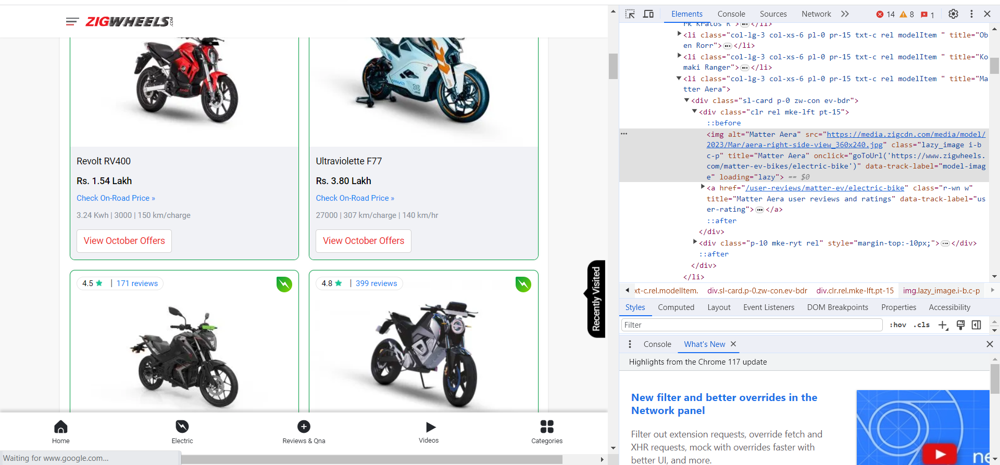 ZIGWHEELS.COM
Revolt RV400
Rs. 1.54 Lakh
Check On-Road Price »
3.24 Kwh | 3000 | 150 km/charge
View October Offers
Ultraviolette F77
Rs. 3.80 Lakh
Check On-Road Price »
27000 | 307 km/charge | 140 km/hr
View October Offers
4.5 | 171 reviews
4.8 | 399 reviews
Recently Visited
Home
Electric
Reviews & Qna
Videos
Categories
Waiting for www.google.com...
Elements Console Sources Network 14 8 1
rk Kratos R ">…</li>
<li class="col-lg-3 col-xs-6 pl-0 pr-15 txt-c rel modelItem " title="Ob
en Rorr">…</li>
<li class="col-lg-3 col-xs-6 pl-0 pr-15 txt-c rel modelItem " title="Ko
maki Ranger">…</li>
<li class="col-lg-3 col-xs-6 pl-0 pr-15 txt-c rel modelItem " title="Ma
tter Aera">
<div class="sl-card p-0 zw-con ev-bdr">
<div class="clr rel mke-lft pt-15">
::before
<img alt="Matter Aera" src="https://media.zigcdn.com/media/model/
2023/Mar/aera-right-side-view_360x240.jpg" class="lazy_image i-b
c-p" title="Matter Aera" onclick="goToUrl('https://www.zigwheels.
com/matter-ev-bikes/electric-bike')" data-track-label="model-imag
e" loading="lazy"> == $0
<a href="/user-reviews/matter-ev/electric-bike" class="r-wn w"
title="Matter Aera user reviews and ratings" data-track-label="us
er-rating">…</a>
::after
</div>
<div class="p-10 mke-ryt rel" style="margin-top:-10px;">…</div>
::after
</div>
</li>
xt-c.rel.modelItem. div.sl-card.p-0.zw-con.ev-bdr div.clr.rel.mke-lft.pt-15 img.lazy_image.i-b.c-p
Styles Computed Layout Event Listeners DOM Breakpoints Properties Accessibility
Filter :hov .cls
Console What's New
Highlights from the Chrome 117 update
New filter and better overrides in the
Network panel
Filter out extension requests, override fetch and
XHR requests, mock with overrides faster with
better UI, and more.
ne